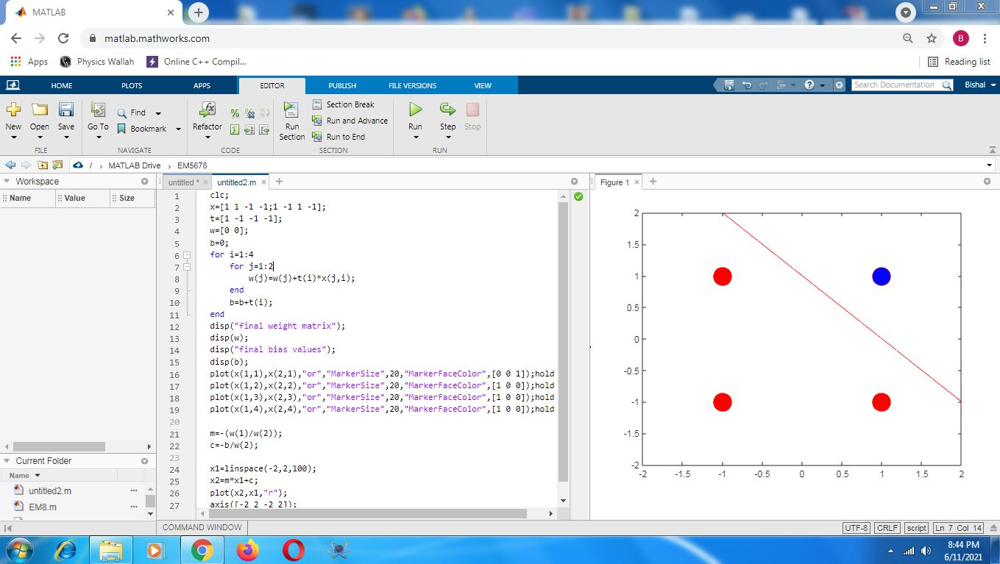 MATLAB
matlab.mathworks.com
B
Apps Physics Wallah Online C++ Compil... Reading list
HOME PLOTS APPS EDITOR PUBLISH FILE VERSIONS VIEW Search Documentation Bishal
New Open Save Go To Find Bookmark Refactor Run Section Section Break Run and Advance Run to End Run Step Stop
FILE NAVIGATE CODE SECTION RUN
/ › MATLAB Drive › EM5678
Workspace
Name Value Size
untitled * × untitled2.m ×
1 clc;
2 x=[1 1 -1 -1;1 -1 1 -1];
3 t=[1 -1 -1 -1];
4 w=[0 0];
5 b=0;
6 for i=1:4
7 for j=1:2
8 w(j)=w(j)+t(i)*x(j,i);
9 end
10 b=b+t(i);
11 end
12 disp("final weight matrix");
13 disp(w);
14 disp("final bias values");
15 disp(b);
16 plot(x(1,1),x(2,1),"or","MarkerSize",20,"MarkerFaceColor",[0 0 1]);hold
17 plot(x(1,2),x(2,2),"or","MarkerSize",20,"MarkerFaceColor",[1 0 0]);hold
18 plot(x(1,3),x(2,3),"or","MarkerSize",20,"MarkerFaceColor",[1 0 0]);hold
19 plot(x(1,4),x(2,4),"or","MarkerSize",20,"MarkerFaceColor",[1 0 0]);hold
20
21 m=-(w(1)/w(2));
22 c=-b/w(2);
23
24 x1=linspace(-2,2,100);
25 x2=m*x1+c;
26 plot(x2,x1,"r");
27 axis([-2 2 -2 2]);
Figure 1 ×
2
1.5
1
0.5
0
-0.5
-1
-1.5
-2
-2 -1.5 -1 -0.5 0 0.5 1 1.5 2
Current Folder
Name
untitled2.m
EM8.m
COMMAND WINDOW
UTF-8 CRLF script Ln 7 Col 14
8:44 PM
6/11/2021